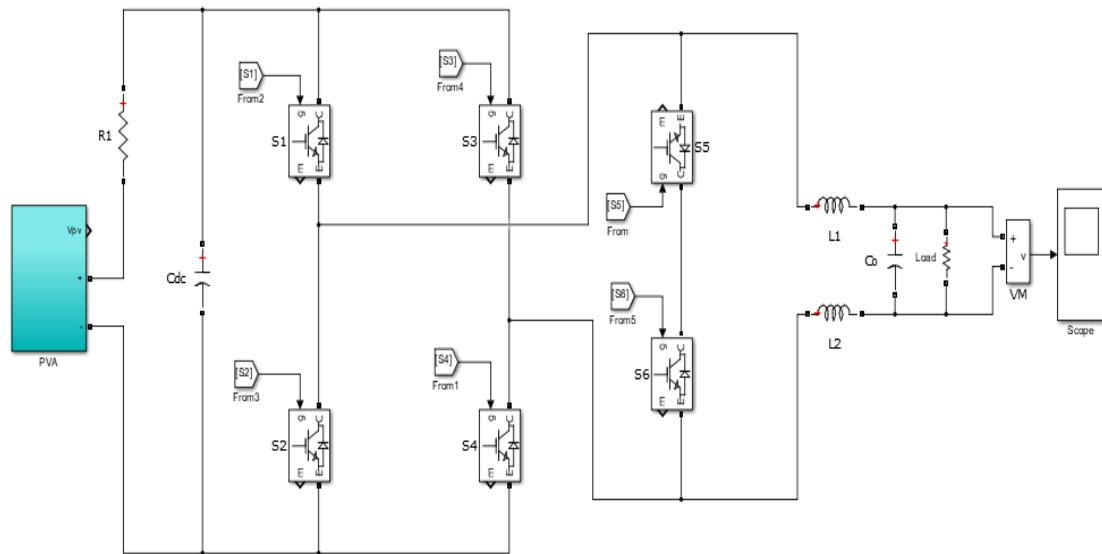 [S1]
From2
[S3]
From4
g C
m E
S1
g C
m E
S3
m E
g C
S5
R1
[S5]
From
Vpv
+
-
PVA
Cdc
L1
Co
Load
+
-
v
VM
Scope
[S6]
From5
g C
m E
S6
L2
[S2]
From3
[S4]
From1
g C
m E
S2
g C
m E
S4